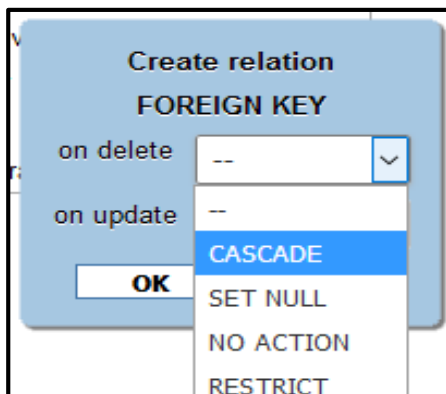 Create relation
FOREIGN KEY
on delete --
on update --
CASCADE
OK SET NULL
NO ACTION
RESTRICT